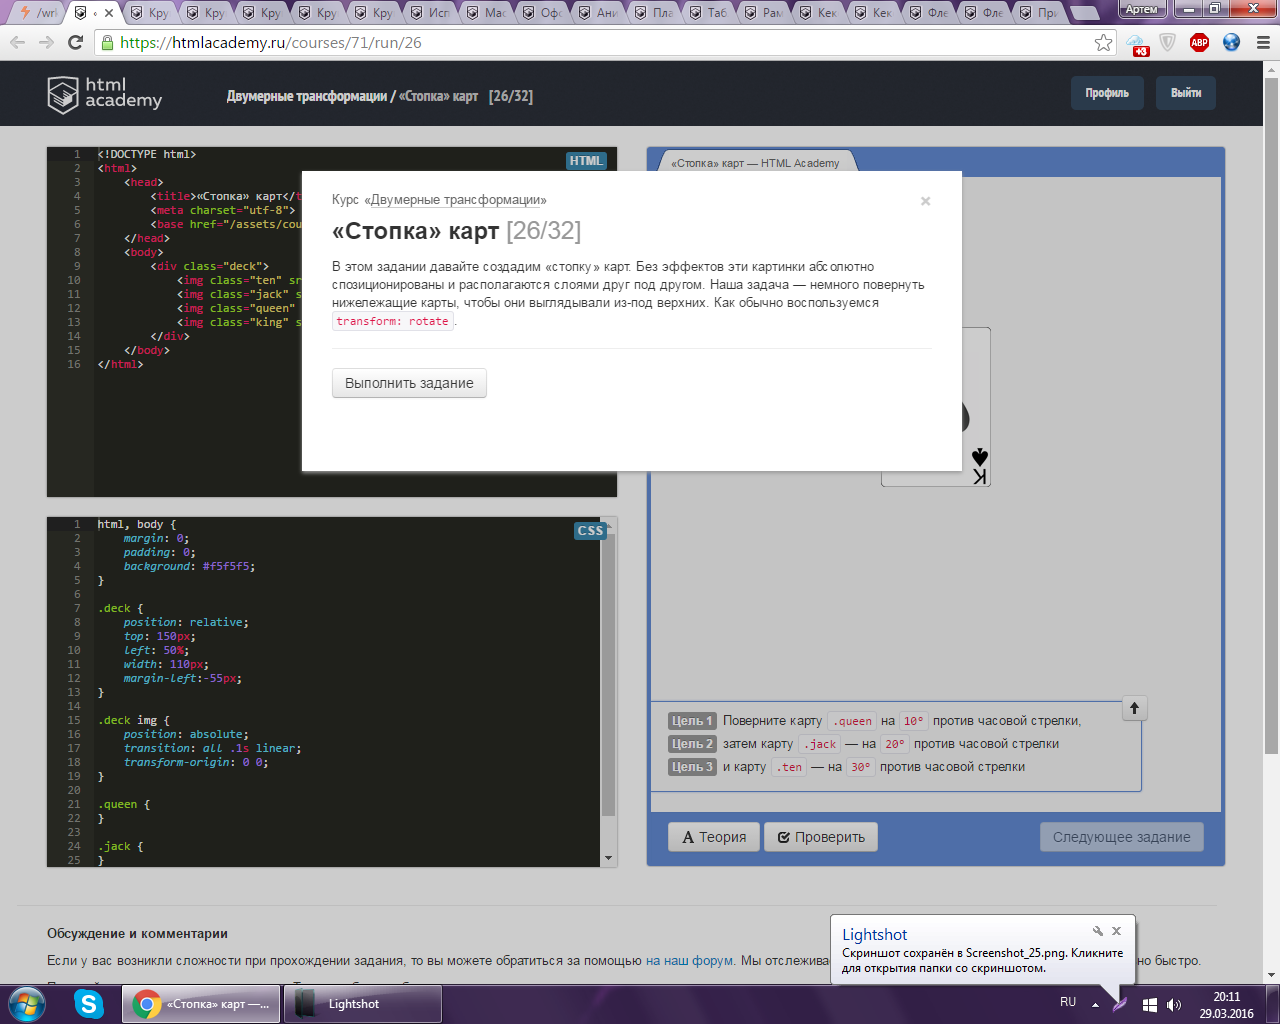 /wrl
Кру
Кру
Кру
Кру
Кру
Исп
Мас
Офо
Ани
Пла
Таб
Рам
Кек
Кек
Фле
Фле
При
Артем
https://htmlacademy.ru/courses/71/run/26
+3
ABP
html
academy
Двумерные трансформации / «Стопка» карт [26/32]
Профиль
Выйти
HTML
1 <!DOCTYPE html>
2 <html>
3 <head>
4 <title>«Стопка» карт</t
5 <meta charset="utf-8">
6 <base href="/assets/cou
7 </head>
8 <body>
9 <div class="deck">
10 <img class="ten" sr
11 <img class="jack" s
12 <img class="queen"
13 <img class="king" s
14 </div>
15 </body>
16 </html>
«Стопка» карт — HTML Academy
Курс «Двумерные трансформации»
×
«Стопка» карт [26/32]
В этом задании давайте создадим «стопку» карт. Без эффектов эти картинки абсолютно
спозиционированы и располагаются слоями друг под другом. Наша задача — немного повернуть
нижележащие карты, чтобы они выглядывали из-под верхних. Как обычно воспользуемся
transform: rotate.
Выполнить задание
K
CSS
1 html, body {
2 margin: 0;
3 padding: 0;
4 background: #f5f5f5;
5 }
6
7 .deck {
8 position: relative;
9 top: 150px;
10 left: 50%;
11 width: 110px;
12 margin-left:-55px;
13 }
14
15 .deck img {
16 position: absolute;
17 transition: all .1s linear;
18 transform-origin: 0 0;
19 }
20
21 .queen {
22 }
23
24 .jack {
25 }
Цель 1 Поверните карту .queen на 10° против часовой стрелки,
Цель 2 затем карту .jack — на 20° против часовой стрелки
Цель 3 и карту .ten — на 30° против часовой стрелки
Теория
Проверить
Следующее задание
Обсуждение и комментарии
Если у вас возникли сложности при прохождении задания, то вы можете обратиться за помощью на наш форум. Мы отслежива
но быстро.
Lightshot
Скриншот сохранён в Screenshot_25.png. Кликните
для открытия папки со скриншотом.
«Стопка» карт —...
Lightshot
RU
20:11
29.03.2016